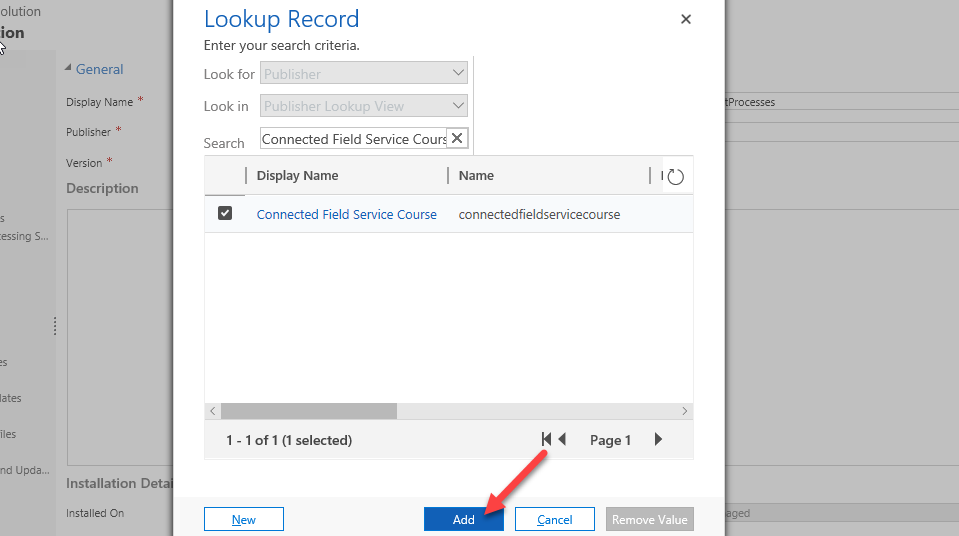 olution
ion
General
Display Name *
Publisher *
Version *
Description
s
essing S...
es
lates
files
and Upda...
Installation Detai
Installed On
tProcesses
aged
Lookup Record
Enter your search criteria.
Look for Publisher
Look in Publisher Lookup View
Search Connected Field Service Cours
Display Name Name
Connected Field Service Course connectedfieldservicecourse
1 - 1 of 1 (1 selected) Page 1
New Add Cancel Remove Value